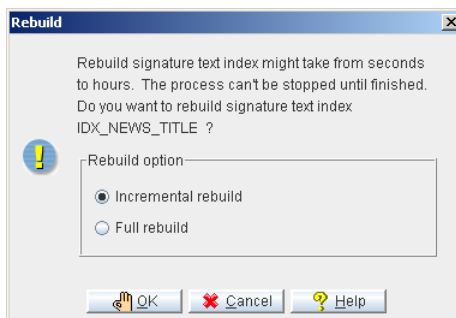 Rebuild
Rebuild signature text index might take from seconds
to hours.  The process can't be stopped until finished.
Do you want to rebuild signature text index
IDX_NEWS_TITLE  ?
Rebuild option
Incremental rebuild
Full rebuild
OK Cancel Help